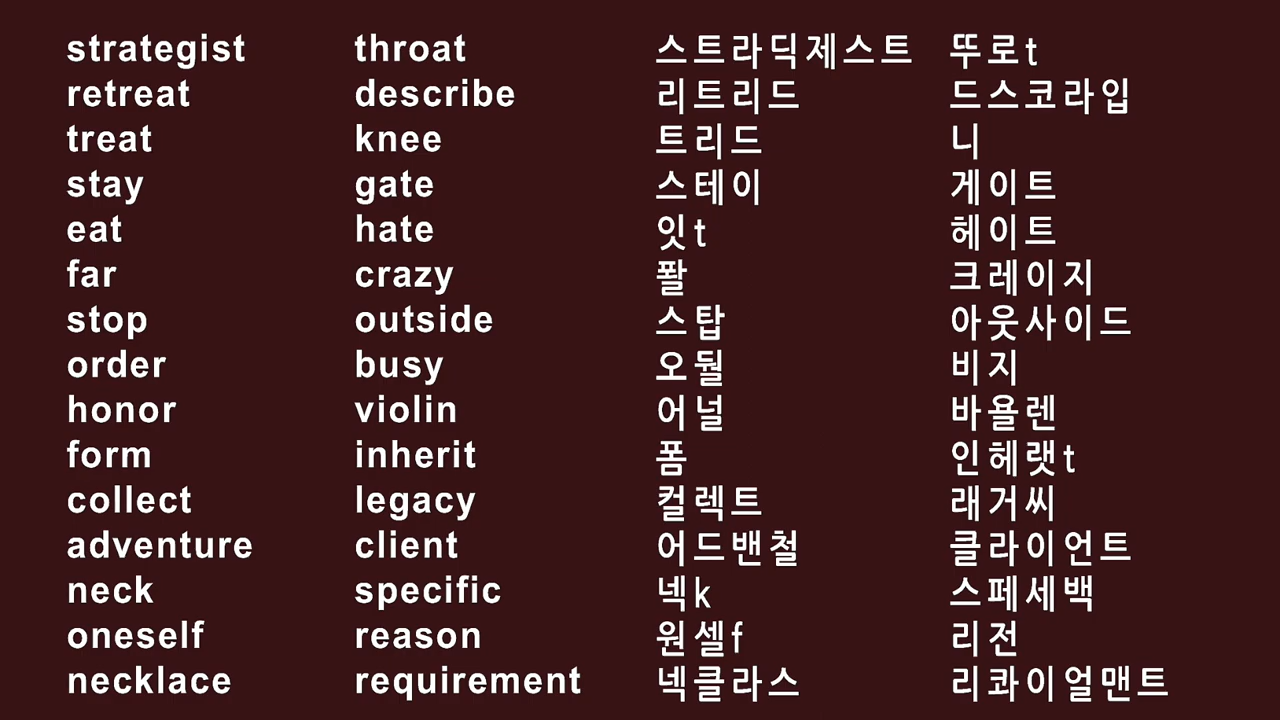 strategist throat 스트라딕제스트 뚜로t
retreat describe 리트리드 드스코라입
treat knee 트리드 니
stay gate 스테이 게이트
eat hate 잇t 헤이트
far crazy 퐐 크레이지
stop outside 스탑 아웃사이드
order busy 오뒬 비지
honor violin 어널 바욜렌
form inherit 폼 인헤랫t
collect legacy 컬렉트 래거씨
adventure client 어드밴철 클라이언트
neck specific 넥k 스페세백
oneself reason 원셀f 리전
necklace requirement 넥클라스 리콰이얼맨트